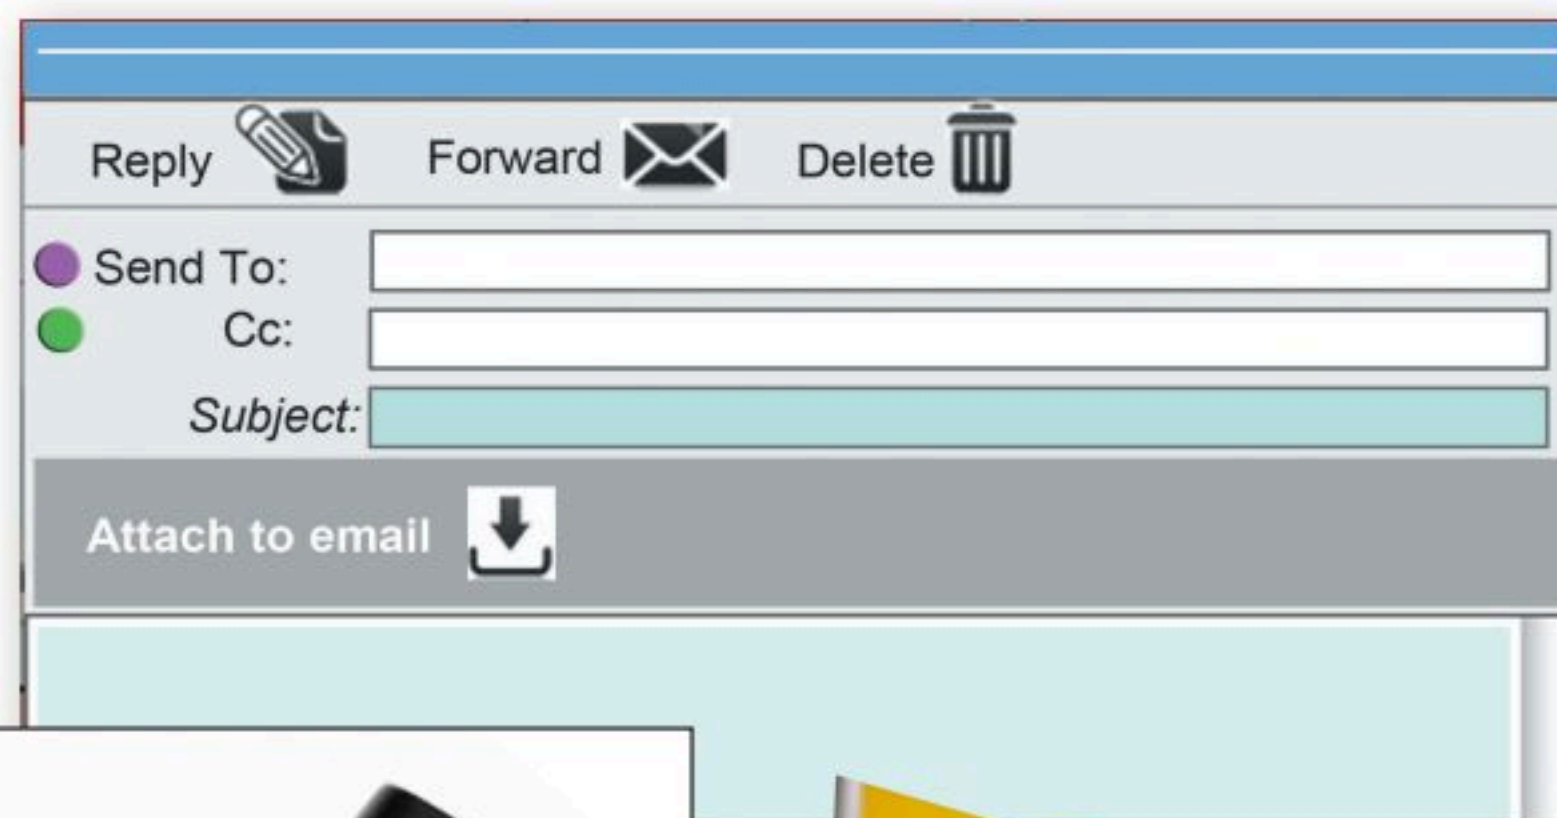 Reply Forward Delete
Send To:
Cc:
Subject:
Attach to email